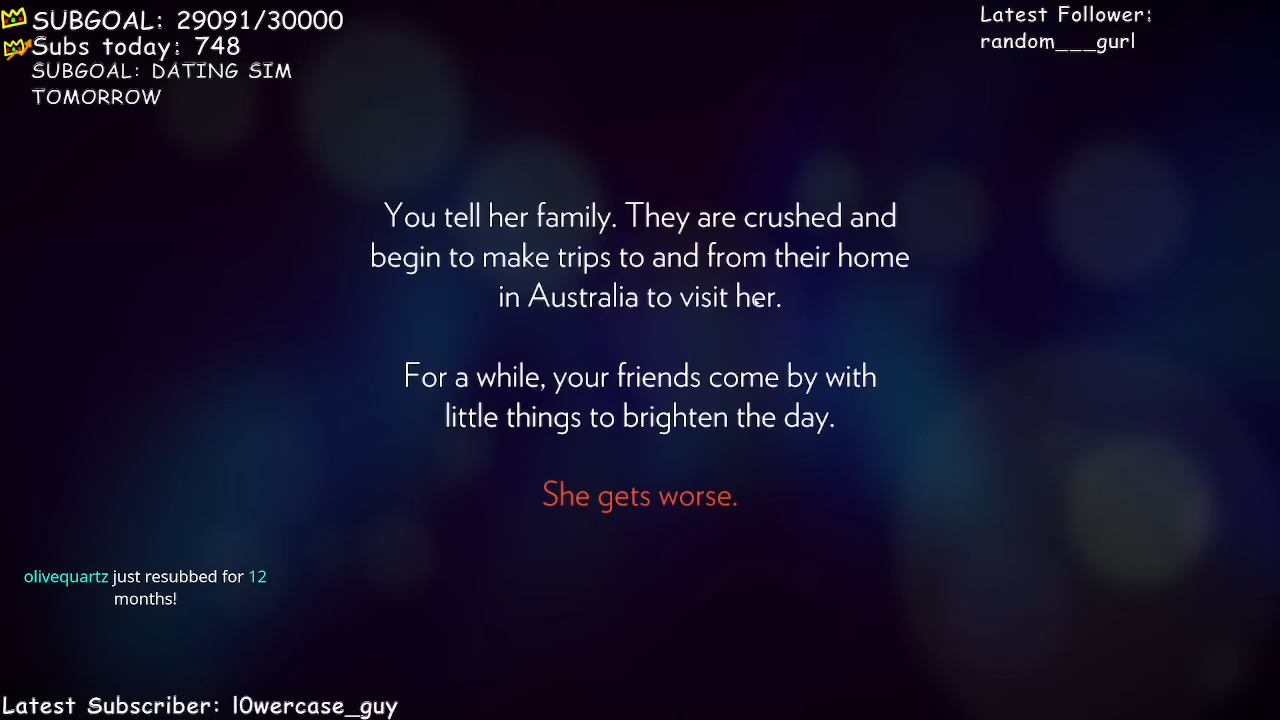 SUBGOAL: 29091/30000
Subs today: 748
SUBGOAL: DATING SIM
TOMORROW
Latest Follower:
random___gurl
You tell her family. They are crushed and
begin to make trips to and from their home
in Australia to visit her.
For a while, your friends come by with
little things to brighten the day.
She gets worse.
olivequartz just resubbed for 12
months!
Latest Subscriber: l0wercase_guy